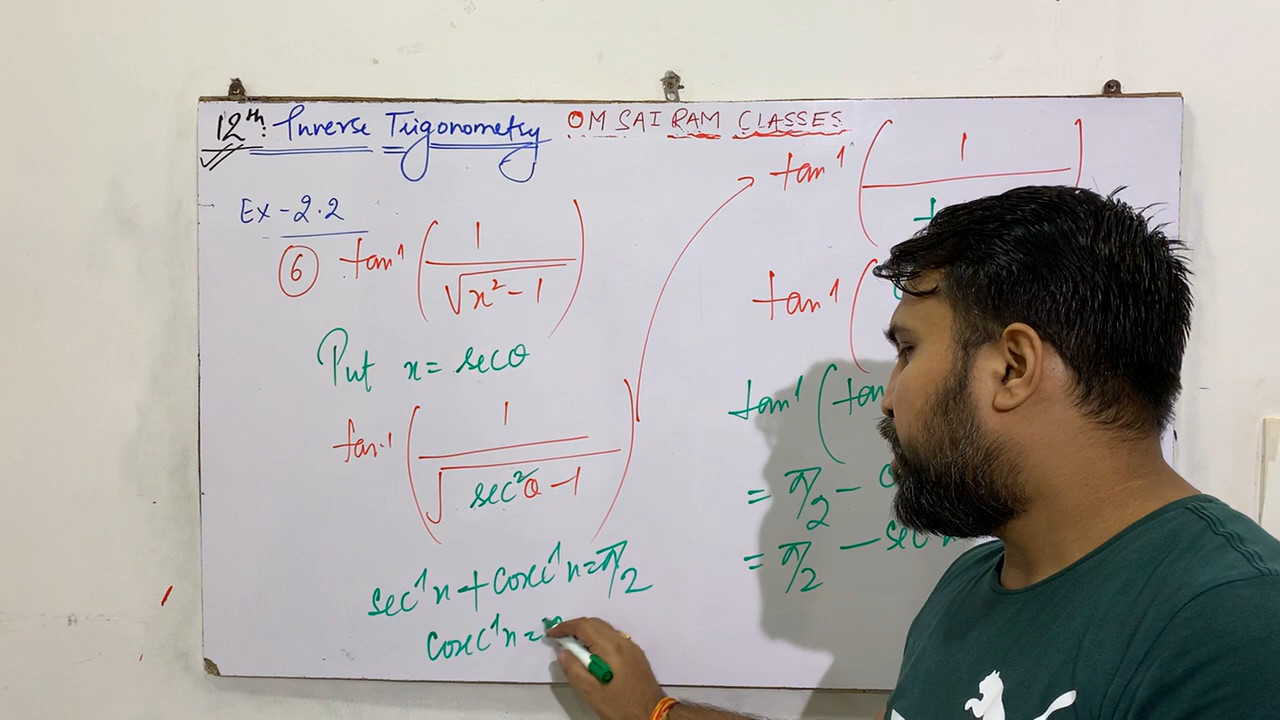 12th: Inverse Trigonometry
OM SAI RAM CLASSES
Ex-2.2
⑥ tan⁻¹ (1/√(x²-1))
Put x = secθ
tan⁻¹ (1/√(sec²θ-1))
sec⁻¹x + cosec⁻¹x = π/2
cosec⁻¹x =
tan⁻¹ (1
tan⁻¹ (
tan⁻¹ (tan
= π/2 -
= π/2 - sec